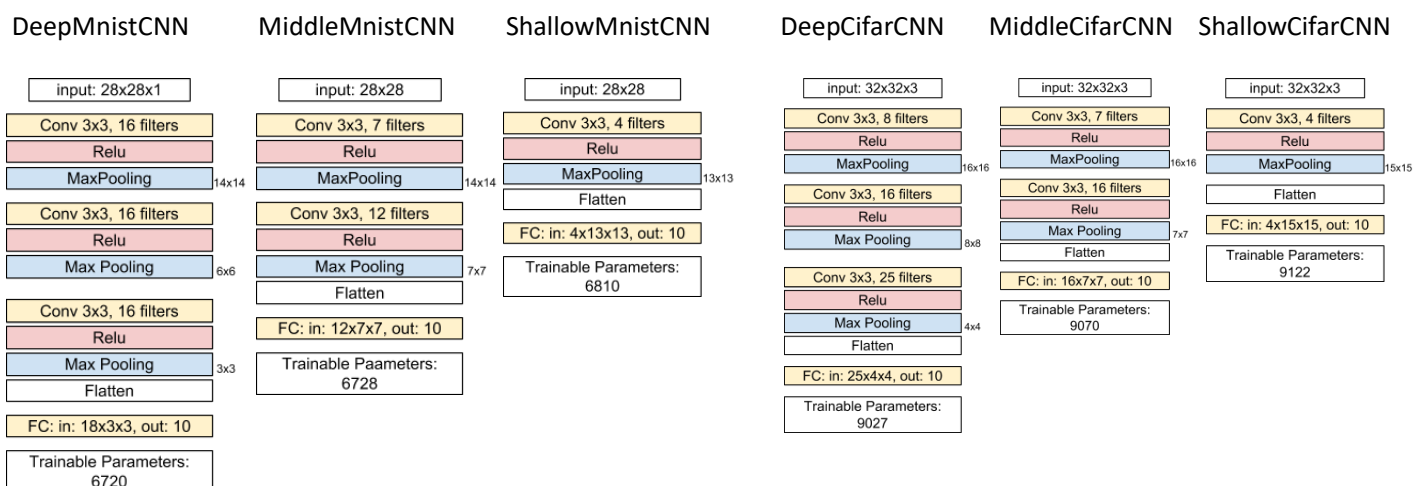 DeepMnistCNN
input: 28x28x1
Conv 3x3, 16 filters
Relu
MaxPooling
14x14
Conv 3x3, 16 filters
Relu
Max Pooling
6x6
Conv 3x3, 16 filters
Relu
Max Pooling
3x3
Flatten
FC: in: 18x3x3, out: 10
Trainable Parameters:
6720
MiddleMnistCNN
input: 28x28
Conv 3x3, 7 filters
Relu
MaxPooling
14x14
Conv 3x3, 12 filters
Relu
Max Pooling
7x7
Flatten
FC: in: 12x7x7, out: 10
Trainable Paameters:
6728
ShallowMnistCNN
input: 28x28
Conv 3x3, 4 filters
Relu
MaxPooling
13x13
Flatten
FC: in: 4x13x13, out: 10
Trainable Parameters:
6810
DeepCifarCNN
input: 32x32x3
Conv 3x3, 8 filters
Relu
MaxPooling
16x16
Conv 3x3, 16 filters
Relu
Max Pooling
8x8
Conv 3x3, 25 filters
Relu
Max Pooling
4x4
Flatten
FC: in: 25x4x4, out: 10
Trainable Parameters:
9027
MiddleCifarCNN
input: 32x32x3
Conv 3x3, 7 filters
Relu
MaxPooling
16x16
Conv 3x3, 16 filters
Relu
Max Pooling
7x7
Flatten
FC: in: 16x7x7, out: 10
Trainable Parameters:
9070
ShallowCifarCNN
input: 32x32x3
Conv 3x3, 4 filters
Relu
MaxPooling
15x15
Flatten
FC: in: 4x15x15, out: 10
Trainable Parameters:
9122